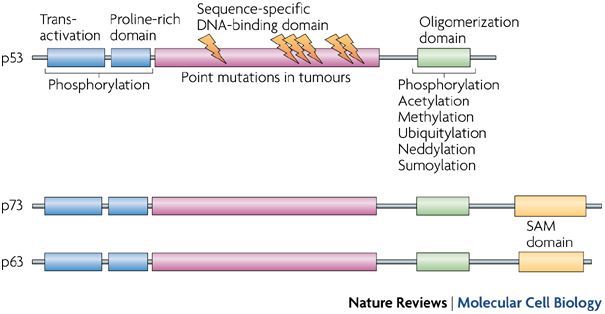 Trans-
activation
Proline-rich
domain
Sequence-specific
DNA-binding domain
Oligomerization
domain
p53
Phosphorylation
Point mutations in tumours
Phosphorylation
Acetylation
Methylation
Ubiquitylation
Neddylation
Sumoylation
p73
SAM
domain
p63
Nature Reviews | Molecular Cell Biology